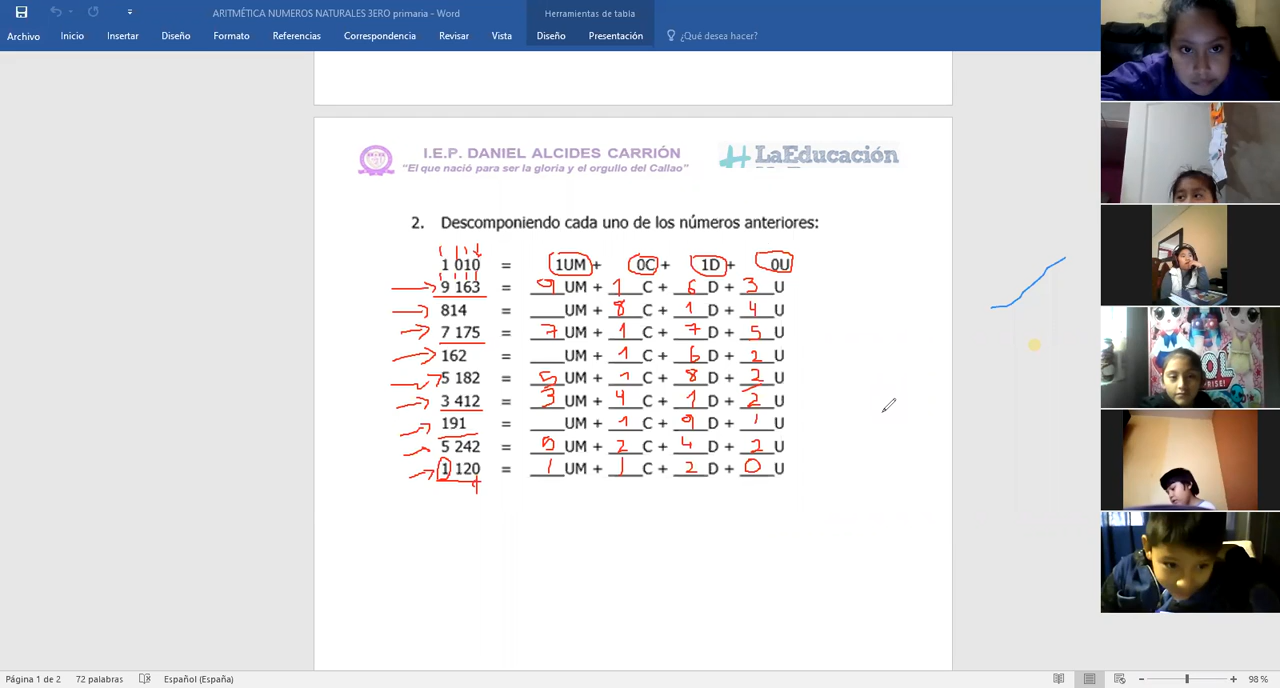 ARITMÉTICA NUMEROS NATURALES 3ERO primaria - Word
Herramientas de tabla
Archivo Inicio Insertar Diseño Formato Referencias Correspondencia Revisar Vista Diseño Presentación ¿Qué desea hacer?
I.E.P. DANIEL ALCIDES CARRIÓN
"El que nació para ser la gloria y el orgullo del Callao"
LaEducación
2. Descomponiendo cada uno de los números anteriores:
1 010 = 1UM + 0C + 1D + 0U
9 163 = 9 UM + 1 C + 6 D + 3 U
814 = ____UM + 8 C + 1 D + 4 U
7 175 = 7 UM + 1 C + 7 D + 5 U
162 = ____UM + 1 C + 6 D + 2 U
5 182 = 5 UM + 1 C + 8 D + 2 U
3 412 = 3 UM + 4 C + 1 D + 2 U
191 = ____UM + 1 C + 9 D + 1 U
5 242 = 5 UM + 2 C + 4 D + 2 U
1 120 = 1 UM + 1 C + 2 D + 0 U
Página 1 de 2 72 palabras Español (España) 98 %